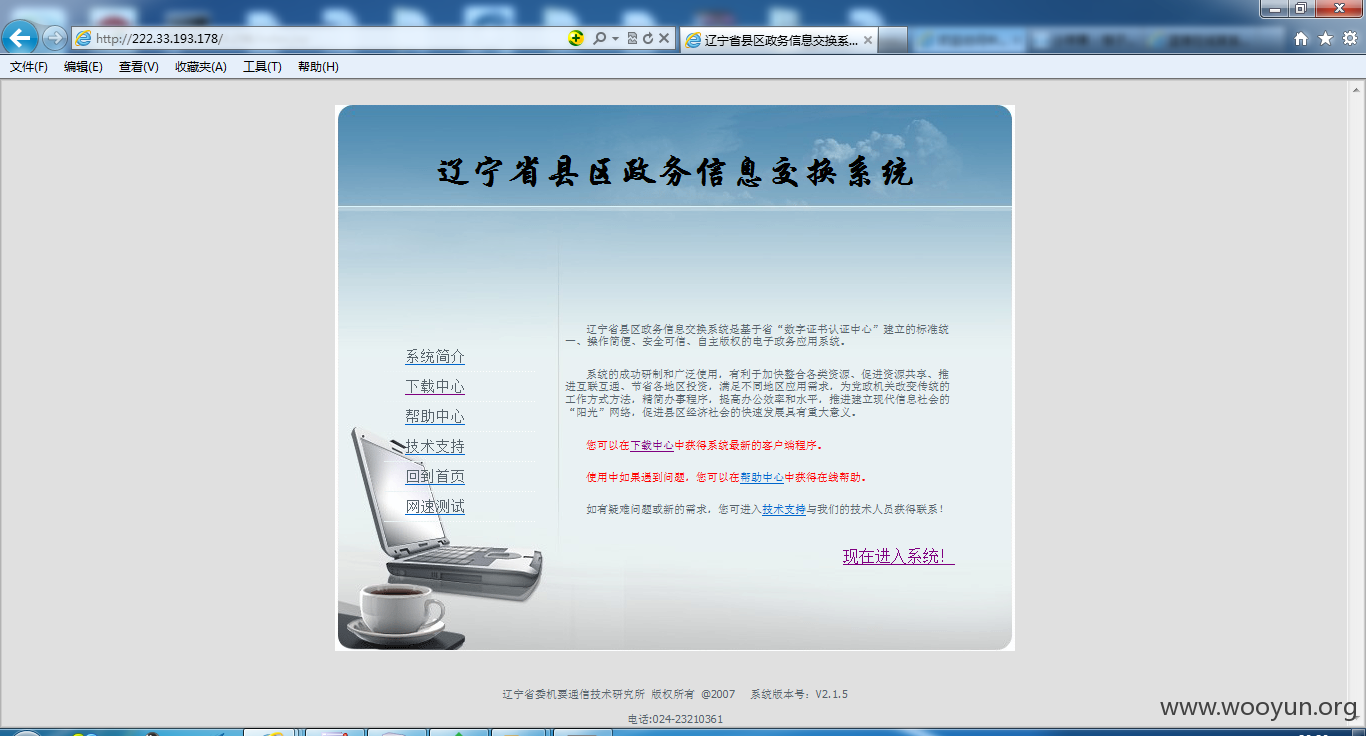 http://222.33.193.178/
辽宁省县区政务信息交换系...
文件(F) 编辑(E) 查看(V) 收藏夹(A) 工具(T) 帮助(H)
辽宁省县区政务信息交换系统
系统简介
下载中心
帮助中心
技术支持
回到首页
网速测试
辽宁省县区政务信息交换系统是基于省“数字证书认证中心”建立的标准统
一、操作简便、安全可信、自主版权的电子政务应用系统。
系统的成功研制和广泛使用，有利于加快整合各类资源、促进资源共享、推
进互联互通、节省各地区投资，满足不同地区应用需求，为党政机关改变传统的
工作方式方法，精简办事程序，提高办公效率和水平，推进建立现代信息社会的
“阳光”网络，促进县区经济社会的快速发展具有重大意义。
您可以在下载中心中获得系统最新的客户端程序。
使用中如果遇到问题，您可以在帮助中心中获得在线帮助。
如有疑难问题或新的需求，您可进入技术支持与我们的技术人员获得联系！
现在进入系统！
辽宁省委机要通信技术研究所 版权所有 @2007 系统版本号：V2.1.5
电话:024-23210361
www.wooyun.org